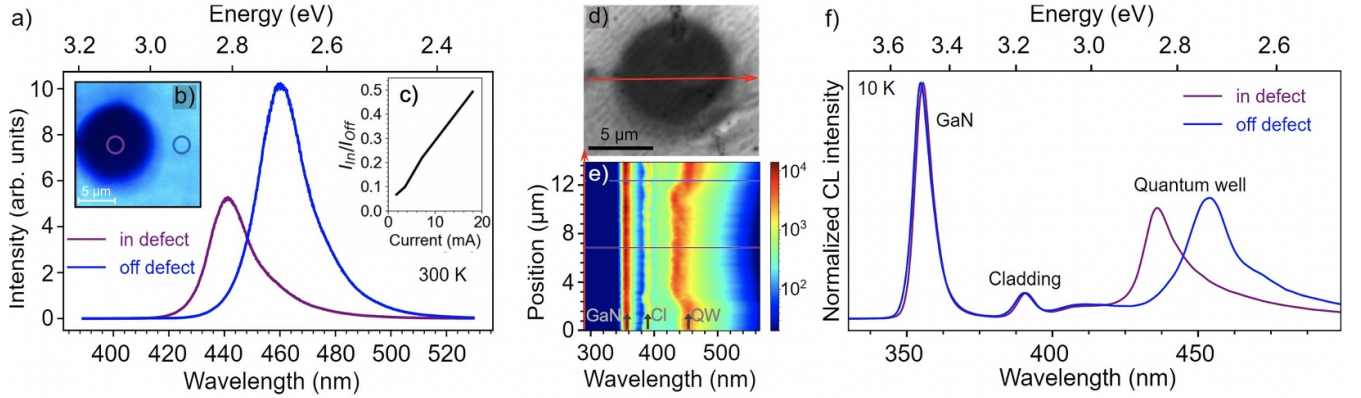 a)
Energy (eV)
3.2 3.0 2.8 2.6 2.4
Intensity (arb. units)
10
8
6
4
2
0
b)
5 µm
in defect
off defect
c)
I_In/I_Off
0.5
0.4
0.3
0.2
0.1
0.0
0 10 20
Current (mA)
300 K
400 420 440 460 480 500 520
Wavelength (nm)
d)
5 µm
e)
Position (µm)
12
8
4
0
GaN Cl QW
10^4
10^3
10^2
300 400 500
Wavelength (nm)
f)
Energy (eV)
3.6 3.4 3.2 3.0 2.8 2.6
Normalized CL intensity
10 K
GaN
in defect
off defect
Quantum well
Cladding
350 400 450
Wavelength (nm)